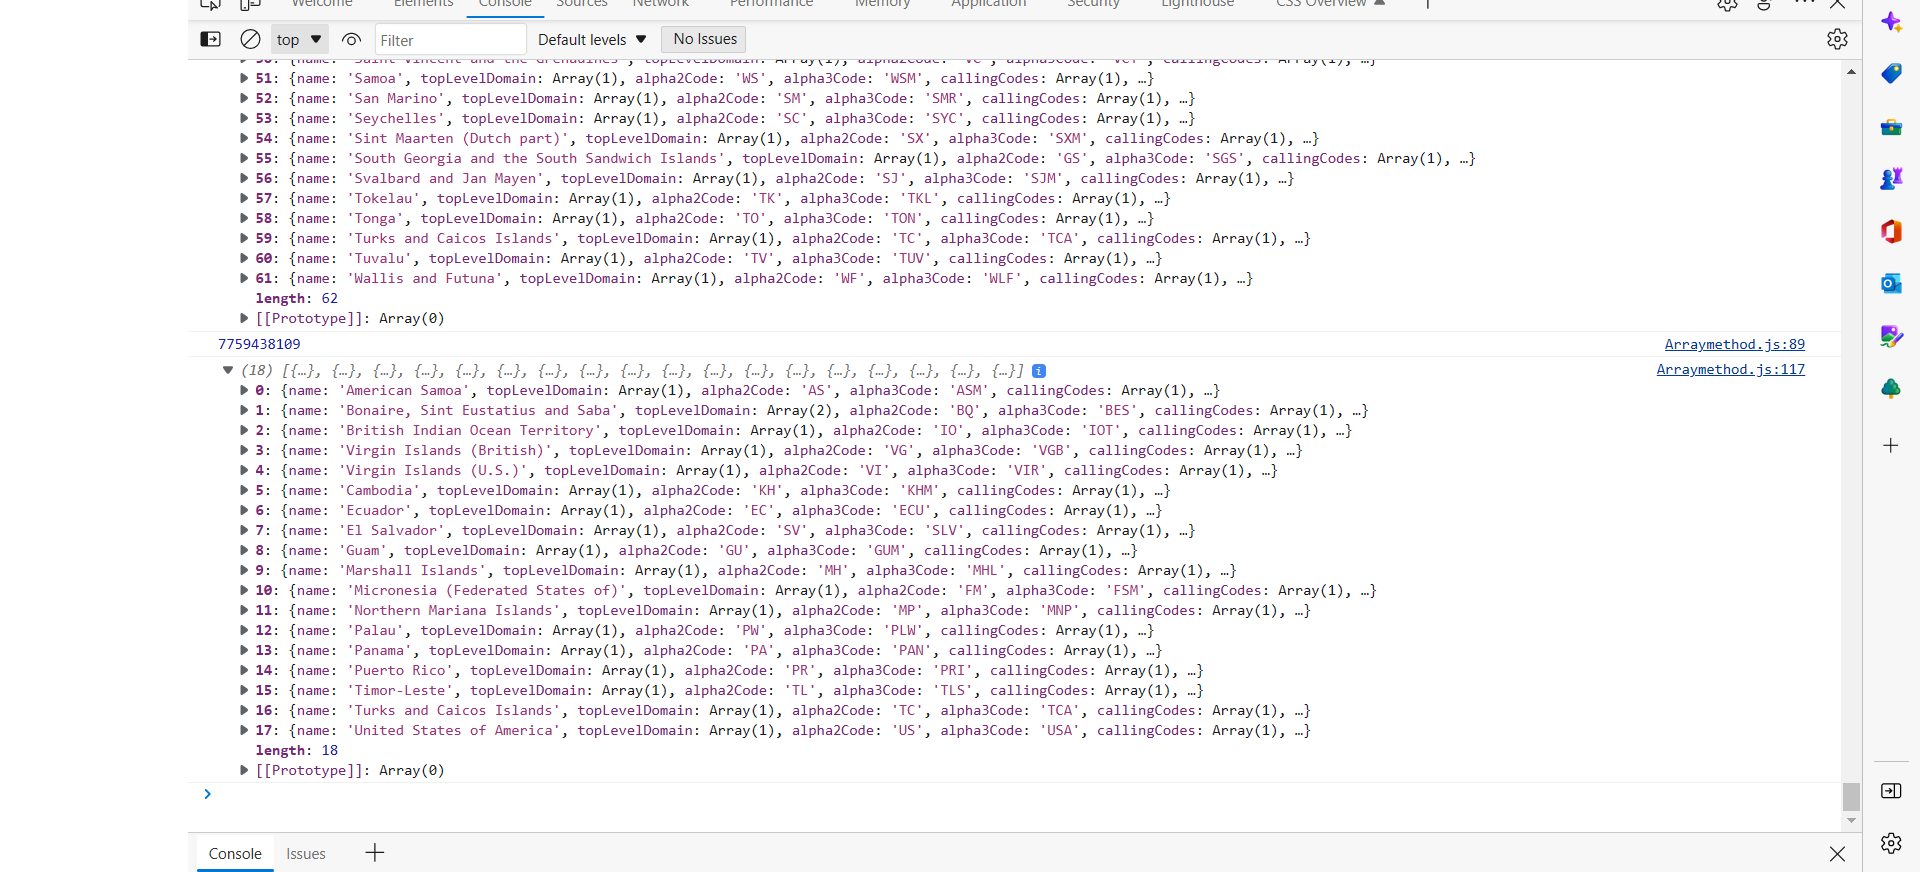 Welcome Elements Console Sources Network Performance Memory Application Security Lighthouse CSS Overview
top Filter Default levels No Issues
50: {name: 'Saint Vincent and the Grenadines', topLevelDomain: Array(1), alpha2Code: 'VC', alpha3Code: 'VCT', callingCodes: Array(1), …}
51: {name: 'Samoa', topLevelDomain: Array(1), alpha2Code: 'WS', alpha3Code: 'WSM', callingCodes: Array(1), …}
52: {name: 'San Marino', topLevelDomain: Array(1), alpha2Code: 'SM', alpha3Code: 'SMR', callingCodes: Array(1), …}
53: {name: 'Seychelles', topLevelDomain: Array(1), alpha2Code: 'SC', alpha3Code: 'SYC', callingCodes: Array(1), …}
54: {name: 'Sint Maarten (Dutch part)', topLevelDomain: Array(1), alpha2Code: 'SX', alpha3Code: 'SXM', callingCodes: Array(1), …}
55: {name: 'South Georgia and the South Sandwich Islands', topLevelDomain: Array(1), alpha2Code: 'GS', alpha3Code: 'SGS', callingCodes: Array(1), …}
56: {name: 'Svalbard and Jan Mayen', topLevelDomain: Array(1), alpha2Code: 'SJ', alpha3Code: 'SJM', callingCodes: Array(1), …}
57: {name: 'Tokelau', topLevelDomain: Array(1), alpha2Code: 'TK', alpha3Code: 'TKL', callingCodes: Array(1), …}
58: {name: 'Tonga', topLevelDomain: Array(1), alpha2Code: 'TO', alpha3Code: 'TON', callingCodes: Array(1), …}
59: {name: 'Turks and Caicos Islands', topLevelDomain: Array(1), alpha2Code: 'TC', alpha3Code: 'TCA', callingCodes: Array(1), …}
60: {name: 'Tuvalu', topLevelDomain: Array(1), alpha2Code: 'TV', alpha3Code: 'TUV', callingCodes: Array(1), …}
61: {name: 'Wallis and Futuna', topLevelDomain: Array(1), alpha2Code: 'WF', alpha3Code: 'WLF', callingCodes: Array(1), …}
length: 62
[[Prototype]]: Array(0)
7759438109 Arraymethod.js:89
(18) [{…}, {…}, {…}, {…}, {…}, {…}, {…}, {…}, {…}, {…}, {…}, {…}, {…}, {…}, {…}, {…}, {…}, {…}] i Arraymethod.js:117
0: {name: 'American Samoa', topLevelDomain: Array(1), alpha2Code: 'AS', alpha3Code: 'ASM', callingCodes: Array(1), …}
1: {name: 'Bonaire, Sint Eustatius and Saba', topLevelDomain: Array(2), alpha2Code: 'BQ', alpha3Code: 'BES', callingCodes: Array(1), …}
2: {name: 'British Indian Ocean Territory', topLevelDomain: Array(1), alpha2Code: 'IO', alpha3Code: 'IOT', callingCodes: Array(1), …}
3: {name: 'Virgin Islands (British)', topLevelDomain: Array(1), alpha2Code: 'VG', alpha3Code: 'VGB', callingCodes: Array(1), …}
4: {name: 'Virgin Islands (U.S.)', topLevelDomain: Array(1), alpha2Code: 'VI', alpha3Code: 'VIR', callingCodes: Array(1), …}
5: {name: 'Cambodia', topLevelDomain: Array(1), alpha2Code: 'KH', alpha3Code: 'KHM', callingCodes: Array(1), …}
6: {name: 'Ecuador', topLevelDomain: Array(1), alpha2Code: 'EC', alpha3Code: 'ECU', callingCodes: Array(1), …}
7: {name: 'El Salvador', topLevelDomain: Array(1), alpha2Code: 'SV', alpha3Code: 'SLV', callingCodes: Array(1), …}
8: {name: 'Guam', topLevelDomain: Array(1), alpha2Code: 'GU', alpha3Code: 'GUM', callingCodes: Array(1), …}
9: {name: 'Marshall Islands', topLevelDomain: Array(1), alpha2Code: 'MH', alpha3Code: 'MHL', callingCodes: Array(1), …}
10: {name: 'Micronesia (Federated States of)', topLevelDomain: Array(1), alpha2Code: 'FM', alpha3Code: 'FSM', callingCodes: Array(1), …}
11: {name: 'Northern Mariana Islands', topLevelDomain: Array(1), alpha2Code: 'MP', alpha3Code: 'MNP', callingCodes: Array(1), …}
12: {name: 'Palau', topLevelDomain: Array(1), alpha2Code: 'PW', alpha3Code: 'PLW', callingCodes: Array(1), …}
13: {name: 'Panama', topLevelDomain: Array(1), alpha2Code: 'PA', alpha3Code: 'PAN', callingCodes: Array(1), …}
14: {name: 'Puerto Rico', topLevelDomain: Array(1), alpha2Code: 'PR', alpha3Code: 'PRI', callingCodes: Array(1), …}
15: {name: 'Timor-Leste', topLevelDomain: Array(1), alpha2Code: 'TL', alpha3Code: 'TLS', callingCodes: Array(1), …}
16: {name: 'Turks and Caicos Islands', topLevelDomain: Array(1), alpha2Code: 'TC', alpha3Code: 'TCA', callingCodes: Array(1), …}
17: {name: 'United States of America', topLevelDomain: Array(1), alpha2Code: 'US', alpha3Code: 'USA', callingCodes: Array(1), …}
length: 18
[[Prototype]]: Array(0)
Console Issues